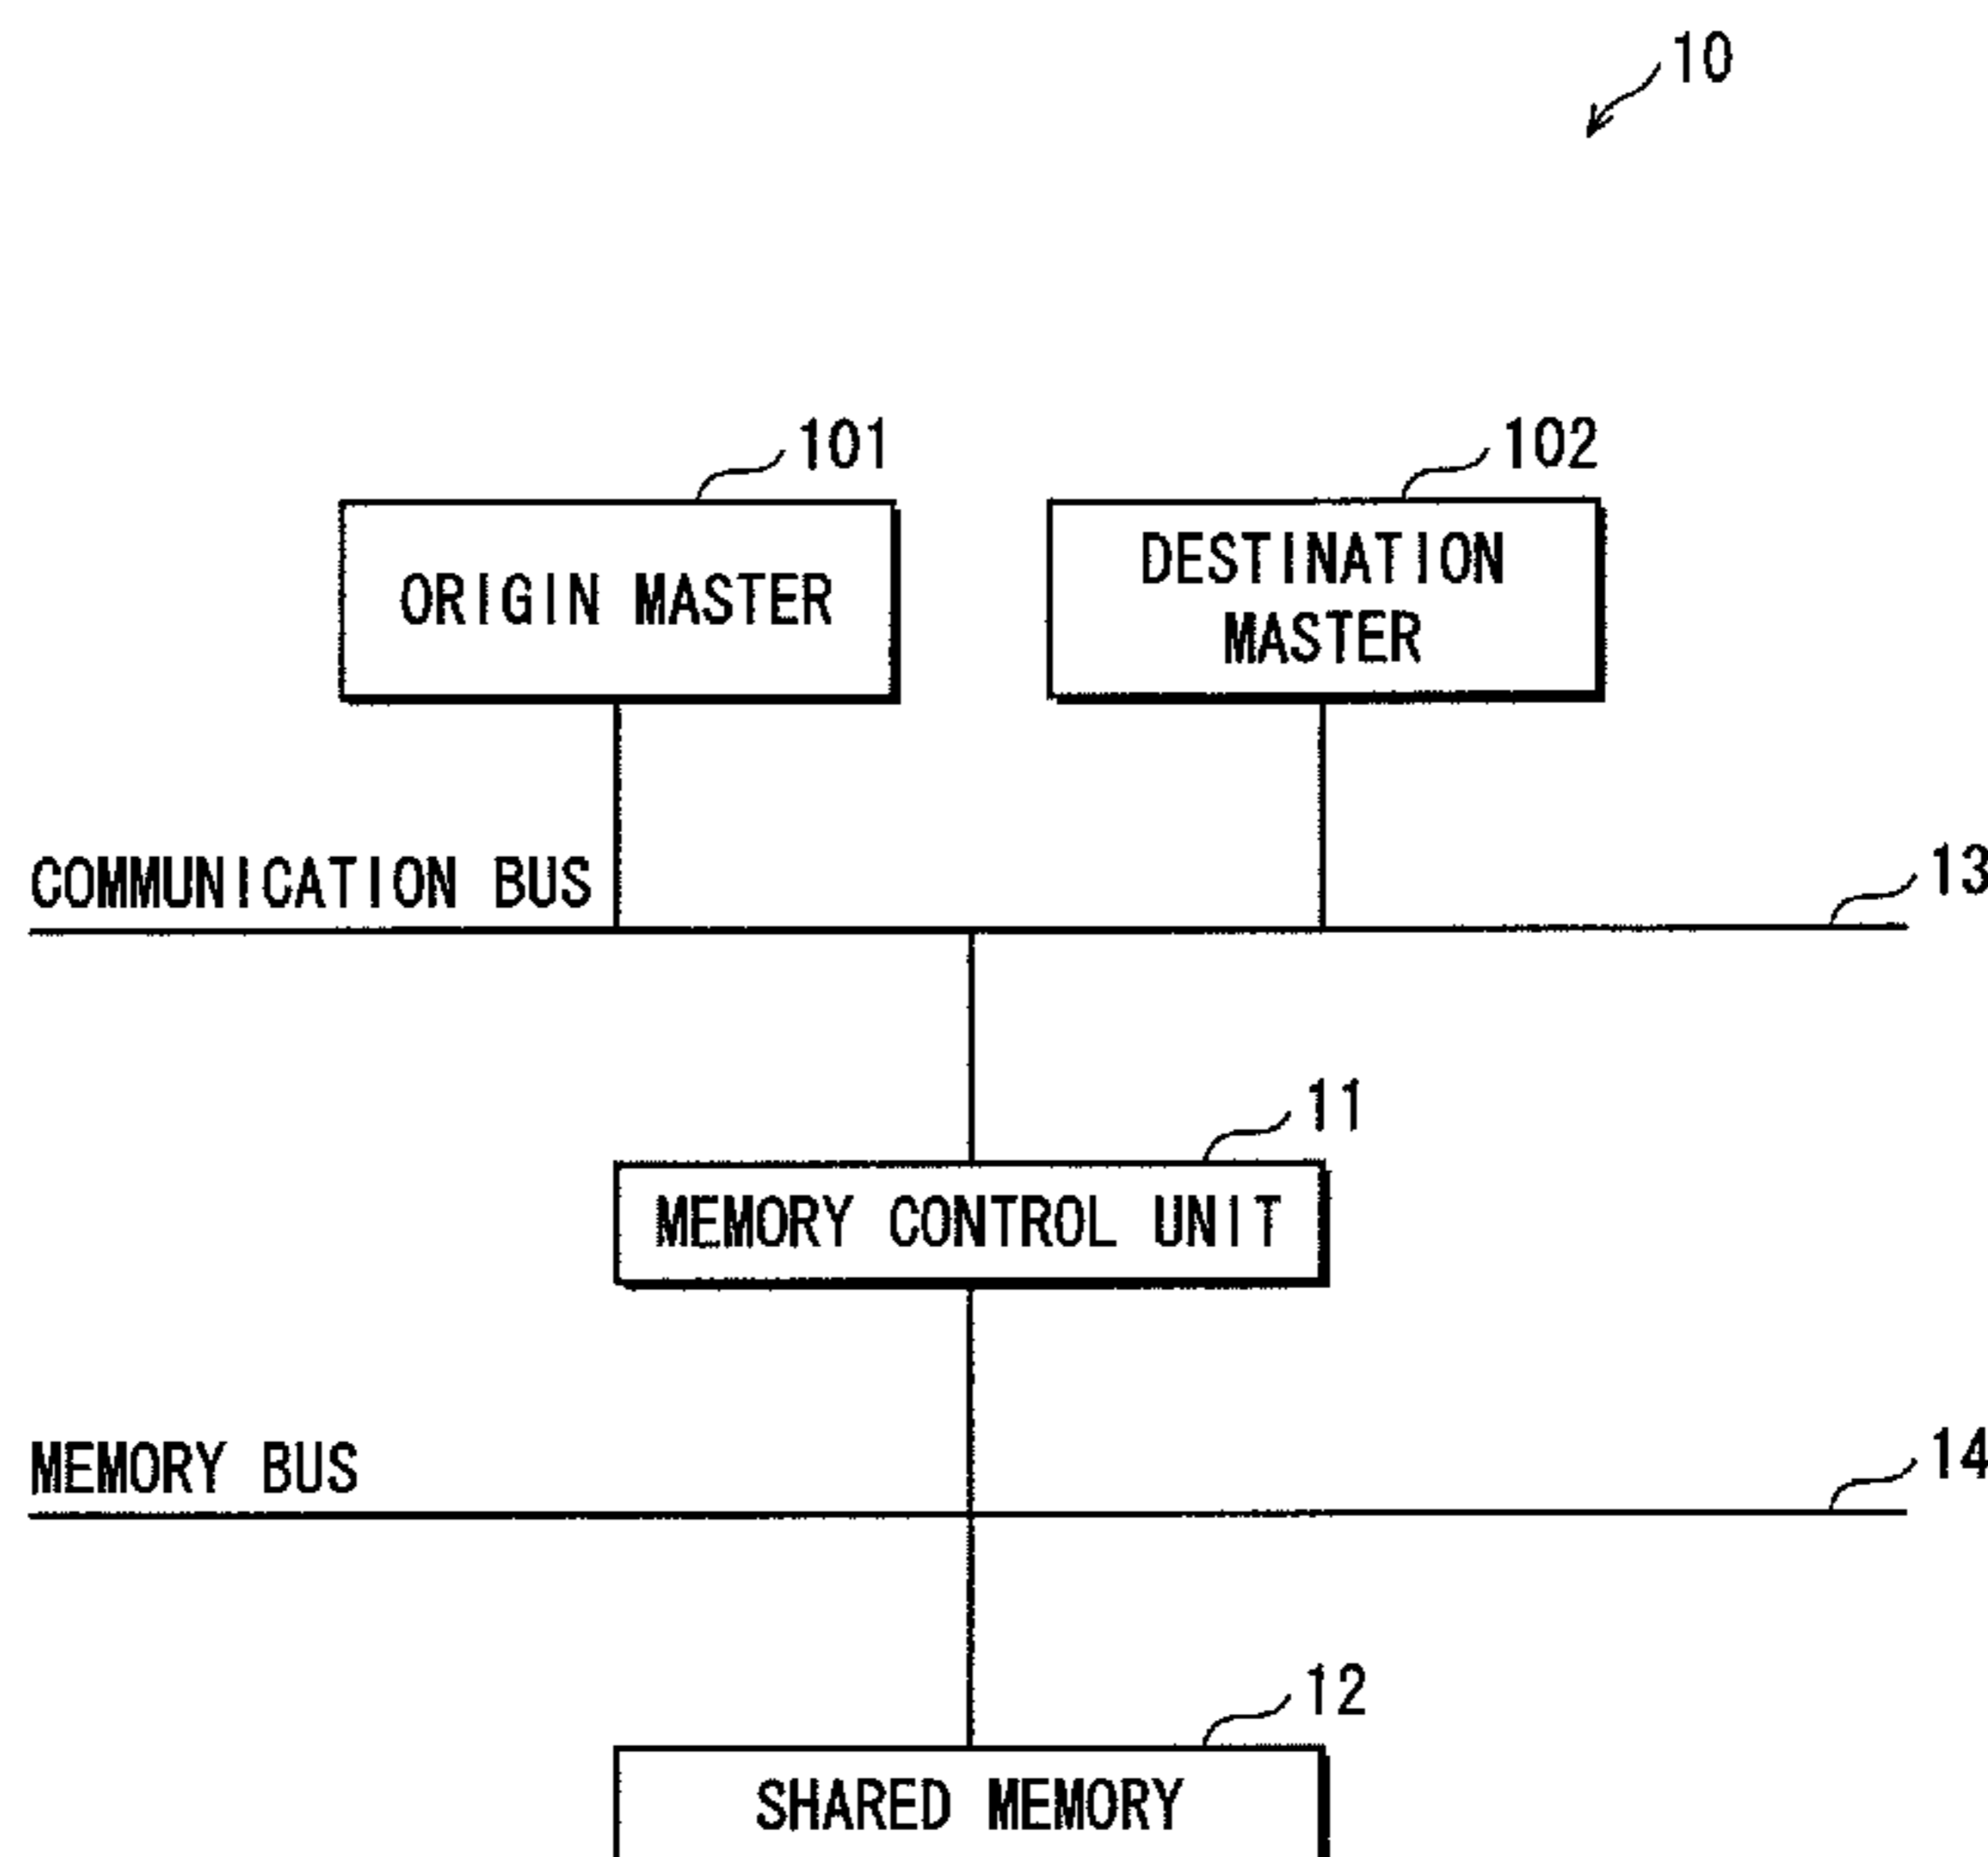 10
101
102
ORIGIN MASTER
DESTINATION
MASTER
COMMUNICATION BUS
13
11
MEMORY CONTROL UNIT
MEMORY BUS
14
12
SHARED MEMORY